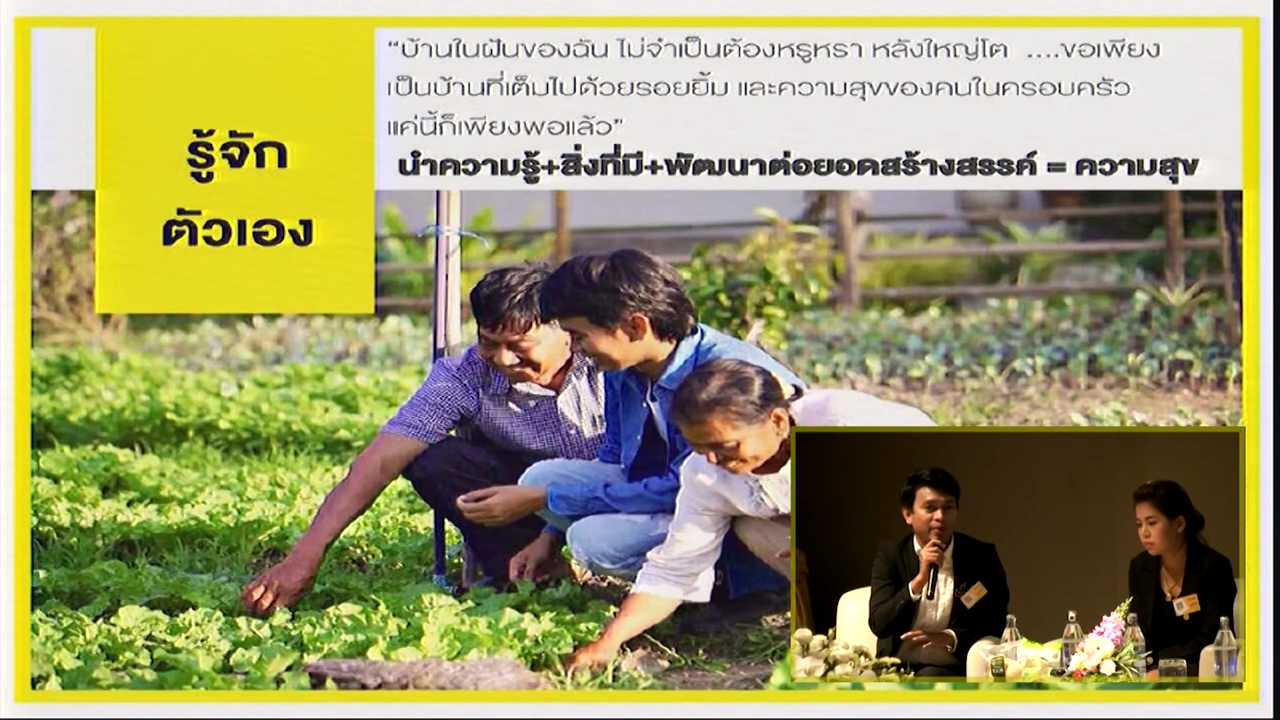 รู้จัก
ตัวเอง
“บ้านในฝันของฉัน ไม่จำเป็นต้องหรูหรา หลังใหญ่โต ....ขอเพียง
เป็นบ้านที่เต็มไปด้วยรอยยิ้ม และความสุขของคนในครอบครัว
แค่นี้ก็เพียงพอแล้ว”
นำความรู้+สิ่งที่มี+พัฒนาต่อยอดสร้างสรรค์ = ความสุข